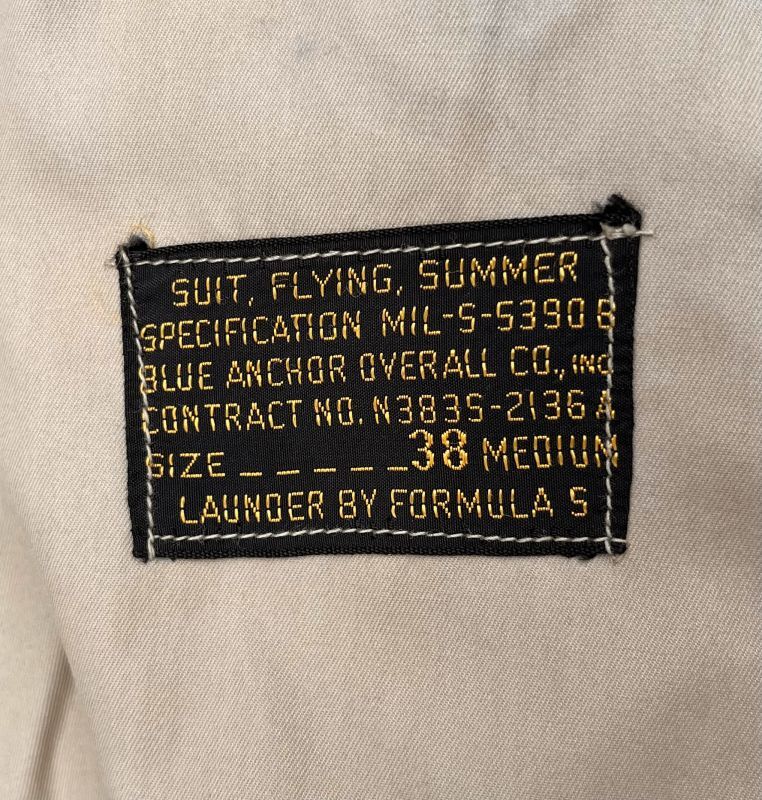 SUIT, FLYING, SUMMER
SPECIFICATION MIL-S-5390 B
BLUE ANCHOR OVERALL CO., INC
CONTRACT NO. N383S-2136 A
SIZE _ _ _ _ _ 38 MEDIUM
LAUNDER BY FORMULA S